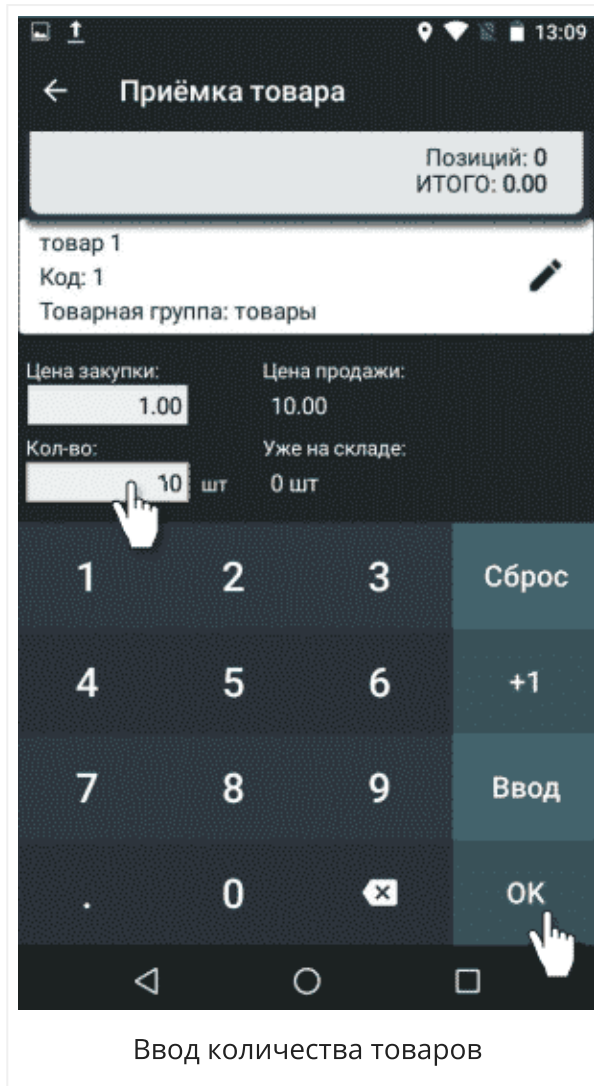 13:09
Приёмка товара
Позиций: 0
ИТОГО: 0.00
товар 1
Код: 1
Товарная группа: товары
Цена закупки: Цена продажи:
1.00 10.00
Кол-во: Уже на складе:
шт 0 шт
1 2 3 Сброс
4 5 6 +1
7 8 9 Ввод
. 0 OK
Ввод количества товаров